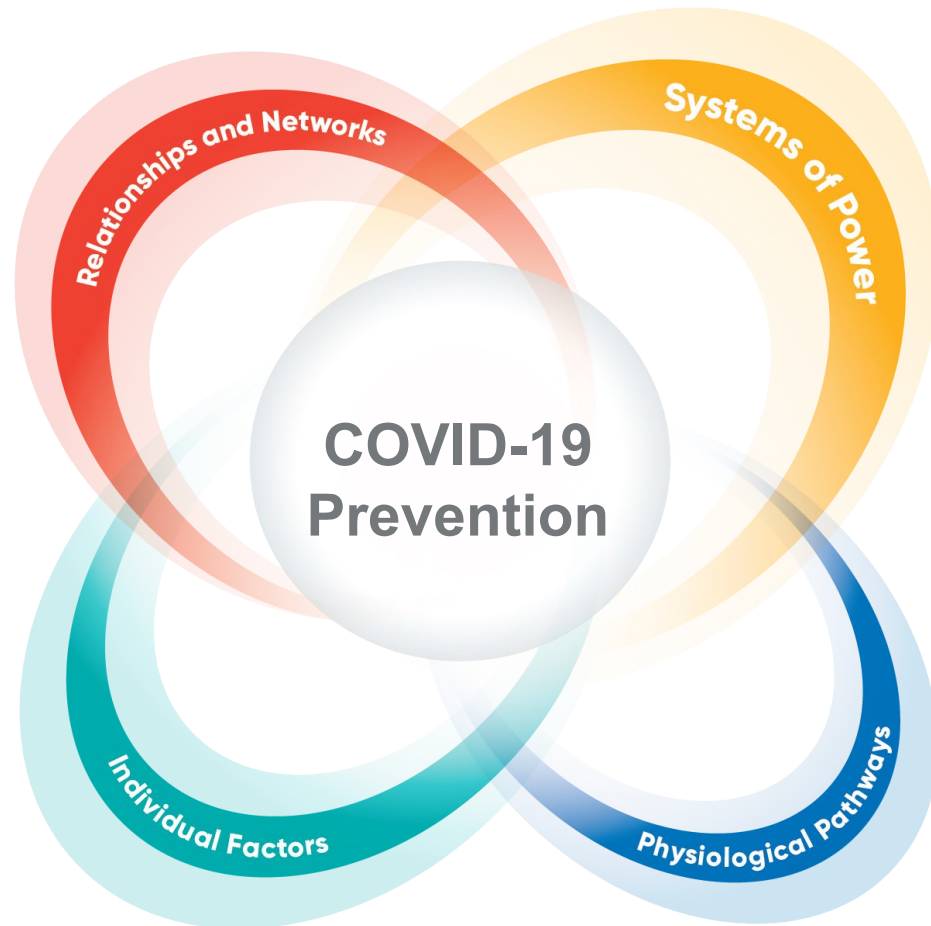 Relationships and Networks
Systems of Power
COVID-19
Prevention
Individual Factors
Physiological Pathways